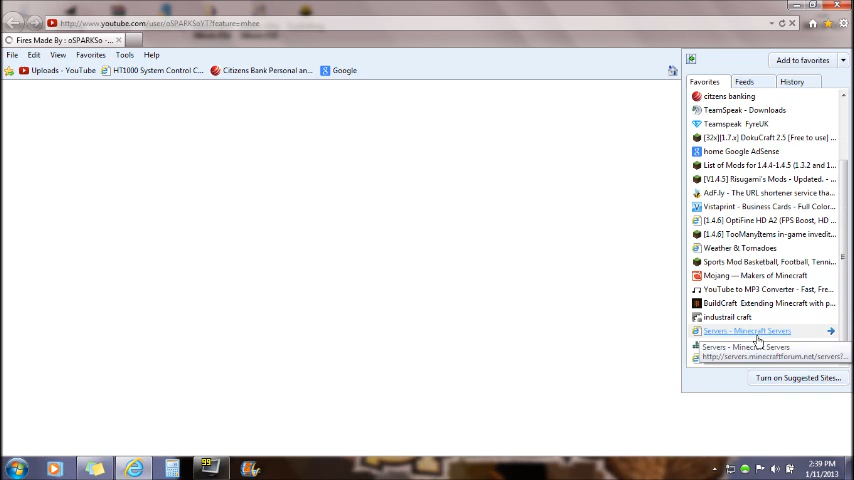 http://www.youtube.com/user/oSPARKSoYT?feature=mhee
Fires Made By : oSPARKSo -...
File Edit View Favorites Tools Help
Uploads - YouTube HT1000 System Control C... Citizens Bank Personal an... Google
Add to favorites
Favorites Feeds History
citzens banking
TeamSpeak - Downloads
Teamspeak FyreUK
[32x][1.7.x] DokuCraft 2.5 [Free to use] ...
home Google AdSense
List of Mods for 1.4.4-1.4.5 (1.3.2 and 1...
[V1.4.5] Risugami's Mods - Updated. - ...
AdF.ly - The URL shortener service tha...
Vistaprint - Business Cards - Full Color...
[1.4.6] OptiFine HD A2 (FPS Boost, HD ...
[1.4.6] TooManyItems in-game invedit...
Weather & Tornadoes
Sports Mod Basketball, Football, Tenni...
Mojang — Makers of Minecraft
YouTube to MP3 Converter - Fast, Fre...
BuildCraft Extending Minecraft with p...
industrail craft
Servers - Minecraft Servers
Servers - Minecraft Servers
http://servers.minecraftforum.net/servers?...
Turn on Suggested Sites...
99
2:39 PM
1/11/2013